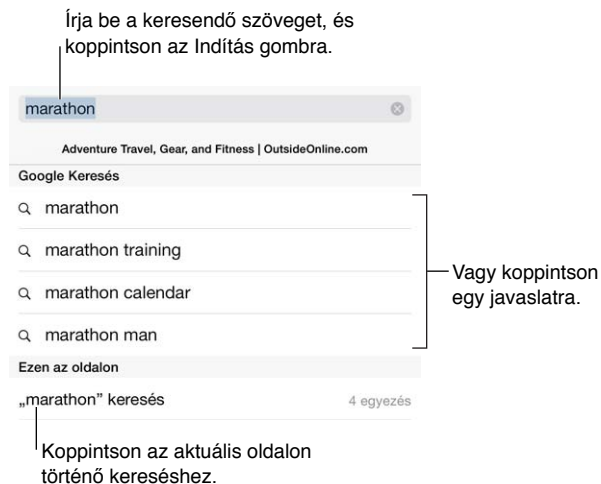 Írja be a keresendő szöveget, és
koppintson az Indítás gombra.
marathon
Adventure Travel, Gear, and Fitness | OutsideOnline.com
Google Keresés
marathon
marathon training
marathon calendar
marathon man
Vagy koppintson
egy javaslatra.
Ezen az oldalon
„marathon” keresés
4 egyezés
Koppintson az aktuális oldalon
történő kereséshez.